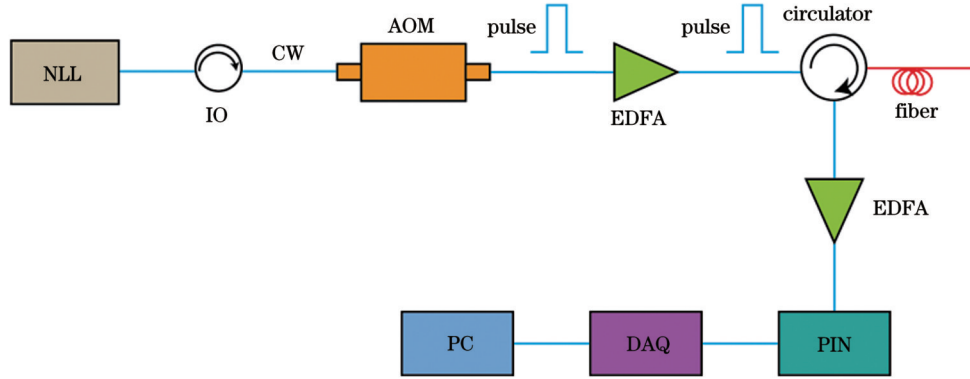 NLL
IO
CW
AOM
pulse
EDFA
pulse
circulator
fiber
EDFA
PC
DAQ
PIN